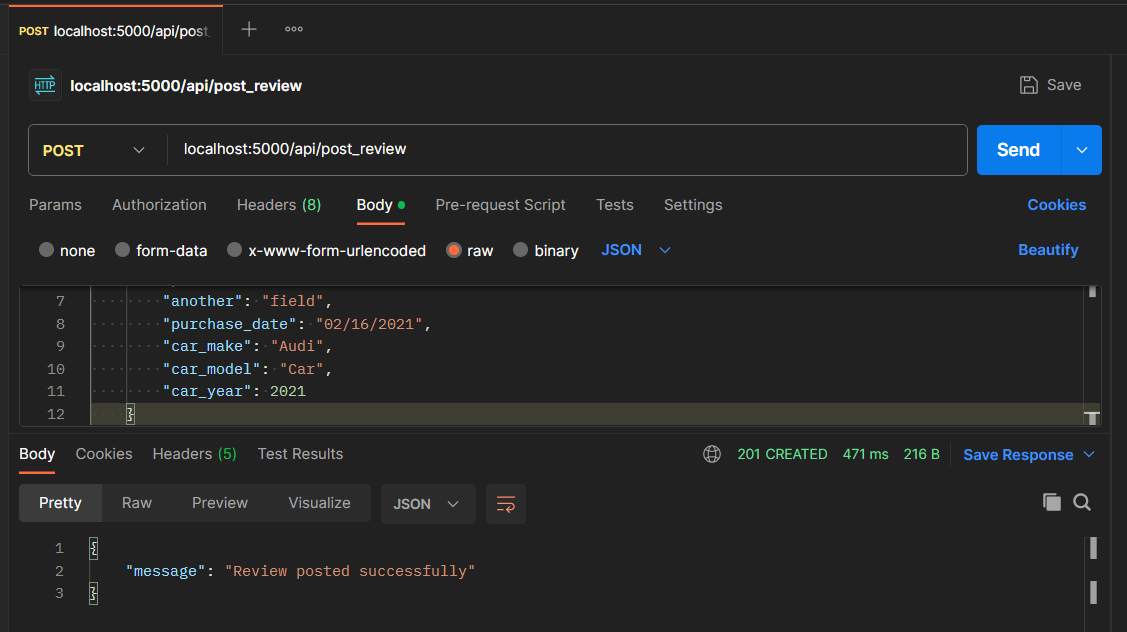 POST localhost:5000/api/post_
HTTP localhost:5000/api/post_review Save
POST localhost:5000/api/post_review Send
Params Authorization Headers (8) Body Pre-request Script Tests Settings Cookies
none form-data x-www-form-urlencoded raw binary JSON Beautify
7 "another": "field",
8 "purchase_date": "02/16/2021",
9 "car_make": "Audi",
10 "car_model": "Car",
11 "car_year": 2021
12 }
Body Cookies Headers (5) Test Results 201 CREATED 471 ms 216 B Save Response
Pretty Raw Preview Visualize JSON
1 {
2 "message": "Review posted successfully"
3 }